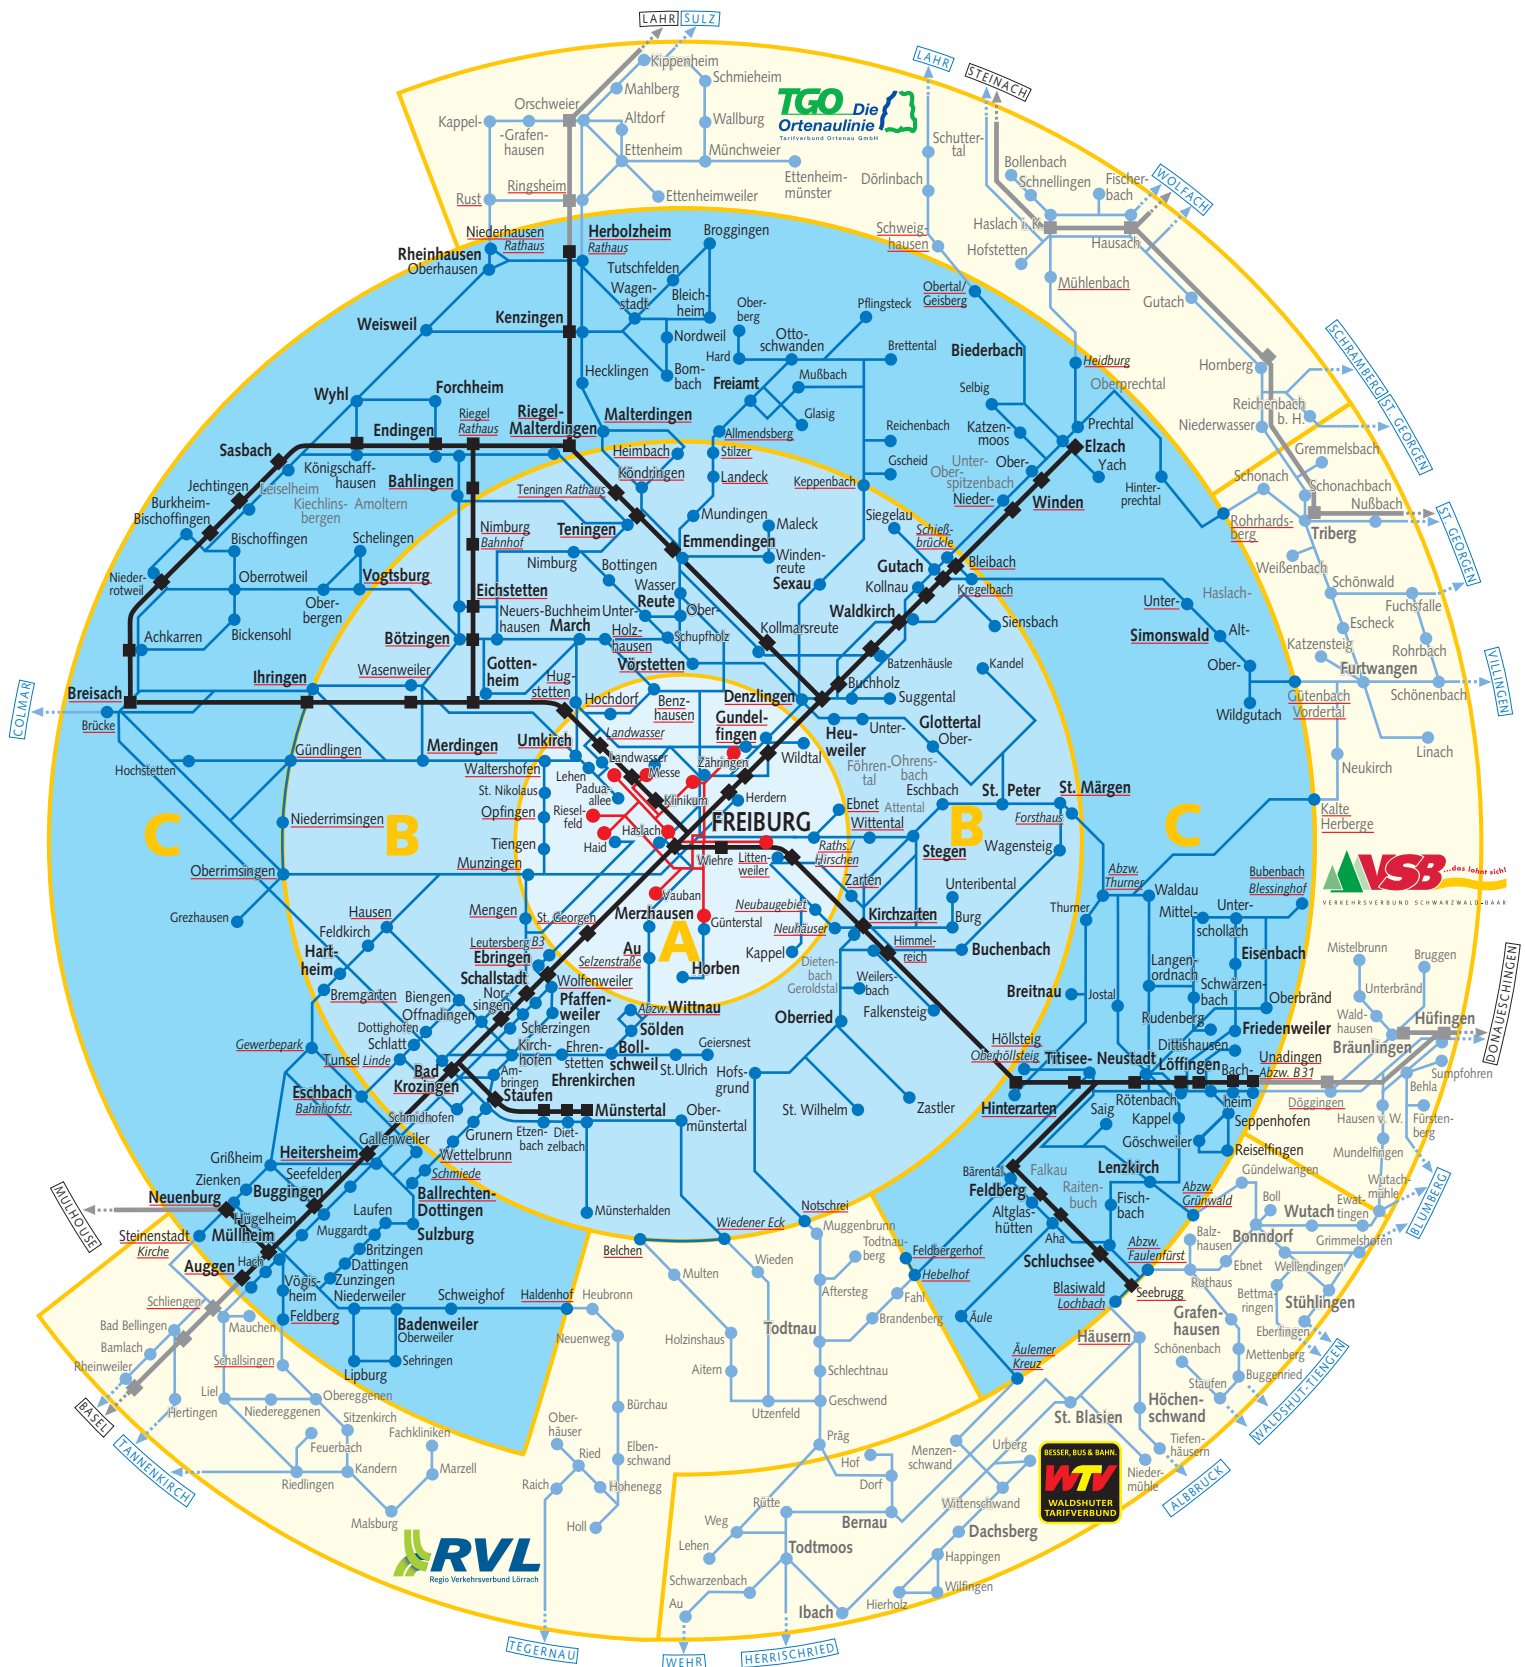 LAHR
SULZ
Kippenheim
Schmieheim
Mahlberg
Orschweier
Kappel-
-Grafen-
hausen
Altdorf
Wallburg
Ettenheim
Münchweier
Ettenheim-
münster
Ringsheim
Rust
Ettenheimweiler
TGO Die
Ortenaulinie
Tarifverbund Ortenau GmbH
LAHR
STEINACH
Schutter-
tal
Dörlinbach
Schweig-
hausen
Bollenbach
Schnellingen
Fischer-
bach
WOLFACH
Haslach i. K.
Hausach
Hofstetten
Mühlenbach
Gutach
Hornberg
SCHRAMBERG
ST. GEORGEN
Reichenbach
b. H.
Niederwasser
Gremmelsbach
Schonach
Schonachbach
Nußbach
ST. GEORGEN
Triberg
Rohrhards-
berg
Weißenbach
Schönwald
Fuchsfalle
Escheck
Katzensteig
Rohrbach
Furtwangen
Schönenbach
VILLINGEN
Gütenbach
Vordertal
Linach
Neukirch
Kalte
Herberge
Niederhausen
Rathaus
Rheinhausen
Oberhausen
Herbolzheim
Rathaus
Broggingen
Tutschfelden
Wagen-
stadt
Bleich-
heim
Weisweil
Kenzingen
Nordweil
Bom-
bach
Hecklingen
Ober-
berg
Hard
Otto-
schwanden
Pflingsteck
Brettental
Mußbach
Freiamt
Glasig
Allmendsberg
Stilzer
Landeck
Reichenbach
Gscheid
Keppenbach
Obertal/
Geisberg
Biederbach
Heidburg
Oberprechtal
Selbig
Prechtal
Katzen-
moos
Elzach
Yach
Hinter-
prechtal
Unter-
Ober-
spitzenbach
Ober-
Nieder-
Winden
Wyhl
Forchheim
Endingen
Riegel
Rathaus
Riegel-
Malterdingen
Malterdingen
Sasbach
Königschaff-
hausen
Bahlingen
Heimbach
Köndringen
Jechtingen
Leiselheim
Kiechlins-
bergen
Amoltern
Teningen Rathaus
Burkheim-
Bischoffingen
Bischoffingen
Schelingen
Nimburg
Bahnhof
Teningen
Mundingen
Maleck
Emmendingen
Winden-
reute
Siegelau
Schieß-
brückle
Nieder-
rotweil
Oberrotweil
Vogtsburg
Ober-
bergen
Nimburg
Bottingen
Wasser
Reute
Ober-
Sexau
Gutach
Kollnau
Bleibach
Kregelbach
Bickensohl
Achkarren
Eichstetten
Neuers-
hausen
Buchheim
March
Unter-
Holz-
hausen
Schupfholz
Kollmarsreute
Waldkirch
Siensbach
Unter-
Haslach-
Simonswald
Alt-
Ober-
Wildgutach
Bötzingen
Gotten-
heim
Vörstetten
Batzenhäusle
Buchholz
Kandel
Suggental
Wasenweiler
Ihringen
Breisach
COLMAR
Brücke
Hug-
stetten
Hochdorf
Benz-
hausen
Denzlingen
Gundel-
fingen
Heu-
weiler
Unter-
Glottertal
Ober-
Föhren-
tal
Ohrens-
bach
Wildtal
Hochstetten
Gündlingen
Merdingen
Umkirch
Landwasser
Landwasser
Messe
Zähringen
Lehen
Padua-
allee
Klinikum
Herdern
Waltershofen
St. Nikolaus
Opfingen
Riesel-
feld
Haslach
Haid
Tiengen
Munzingen
FREIBURG
Wiehre
Litten-
weiler
Ebnet
Attental
Wittental
Eschbach
St. Peter
St. Märgen
Forsthaus
Wagensteig
Raths./
Hirschen
Stegen
C
B
B
C
A
Niederrimsingen
Oberrimsingen
Grezhausen
Hausen
Feldkirch
Hart-
heim
Bremgarten
Mengen
St. Georgen
Leutersberg B3
Ebringen
Vauban
Merzhausen
Günterstal
Au
Selzenstraße
Horben
Wolfenweiler
Abzw. Wittnau
Sölden
Schallstadt
Nor-
singen
Pfaffen-
weiler
Scherzingen
Biengen
Offnadingen
Dottighofen
Schlatt
Gewerbepark
Tunsel
Linde
Bad
Krozingen
Kirch-
hofen
Ehren-
stetten
Boll-
schweil
Geiersnest
St. Ulrich
Am-
bringen
Ehrenkirchen
Staufen
Münstertal
Etzen-
bach
Diet-
zelbach
Ober-
münstertal
Münsterhalden
Eschbach
Bahnhofstr.
Schmidhofen
Gallenweiler
Grunern
Wettelbrunn
Schmiede
Heitersheim
Ballrechten-
Dottingen
Grißheim
Zienken
Seefelden
Neuenburg
Buggingen
Hügelheim
Laufen
Muggardt
Sulzburg
Steinenstadt
Kirche
Müllheim
Hach
Britzingen
Dattingen
Zunzingen
Auggen
Vögis-
heim
Niederweiler
Schweighof
Haldenhof
Feldberg
Badenweiler
Oberweiler
Sehringen
Lipburg
MULHOUSE
Schliengen
Mauchen
Bad Bellingen
Bamlach
Rheinweiler
BASEL
Schallsingen
Liel
Hertingen
Niedereggenen
Obereggenen
Sitzenkirch
Fachkliniken
Feuerbach
Kandern
Marzell
Riedlingen
Malsburg
TANNENKIRCH
Heubronn
Neuenweg
Bürchau
Ober-
häuser
Ried
Raich
Elben-
schwand
Hohenegg
Holl
TEGERNAU
RVL
Regio Verkehrsverbund Lörrach
Belchen
Multen
Wieden
Wiedener Eck
Notschrei
Muggenbrunn
Todtnau-
berg
Aftersteg
Fahl
Brandenberg
Todtnau
Holzinshaus
Aitern
Schlechtnau
Utzenfeld
Geschwend
Präg
Hof
Dorf
Bernau
Rütte
Weg
Lehen
Todtmoos
Schwarzenbach
Au
Ibach
WEHR
HERRISCHRIED
Hierholz
Wilfingen
Happingen
Dachsberg
Wittenschwand
Menzen-
schwand
Urberg
St. Blasien
BESSER, BUS & BAHN.
WTV
WALDSHUTER
TARIFVERBUND
Höchen-
schwand
Tiefen-
häusern
Nieder-
mühle
ALBBRUCK
WALDSHUT-TIENGEN
Häusern
Schönenbach
Staufen
Buggenried
Mettenberg
Grafen-
hausen
Rothaus
Ebnet
Balz-
hausen
Bonndorf
Boll
Gündelwangen
Wutach
Ewat-
tingen
Wutach-
mühle
BLUMBERG
Grimmelshofen
Wellendingen
Bettma-
ringen
Stühlingen
Eberfingen
Zarten
Neubaugebiet
Neuhäuser
Kappel
Kirchzarten
Himmel-
reich
Unteribental
Burg
Buchenbach
Dieten-
bach
Geroldstal
Weilers-
bach
Falkensteig
Oberried
Hofs-
grund
St. Wilhelm
Zastler
Abzw.
Thurner
Thurner
Waldau
Mittel-
Unter-
schollach
Bubenbach
Blessinghof
Eisenbach
Langen-
ordnach
Schwärzen-
bach
Oberbränd
Breitnau
Jostal
Rudenberg
Friedenweiler
Dittishausen
Höllsteig
Oberhöllsteig
Titisee-
Neustadt
Löffingen
Bach-
heim
Unadingen
Abzw. B31
Hinterzarten
Rötenbach
Saig
Kappel
Seppenhofen
Göschweiler
Reiselfingen
Bärental
Falkau
Lenzkirch
Feldberg
Raiten-
buch
Fisch-
bach
Abzw.
Grünwald
Altglas-
hütten
Aha
Schluchsee
Abzw.
Faulenfürst
Seebrugg
Blasiwald
Lochbach
Feldbergerhof
Hebelhof
Äule
Äulemer
Kreuz
VSB
...das lohnt sich!
VERKEHRSVERBUND SCHWARZWALD-BAAR
Mistelbrunn
Bruggen
Unterbränd
Wald-
hausen
Hüfingen
Bräunlingen
DONAUESCHINGEN
Döggingen
Behla
Sumpfohren
Hausen v. W.
Fürsten-
berg
Mundelfingen